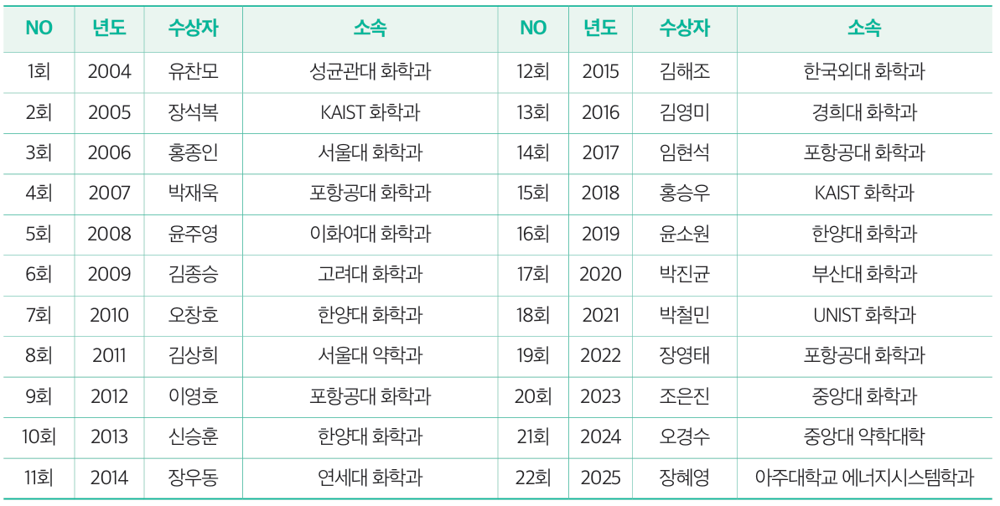 NO 년도 수상자 소속 NO 년도 수상자 소속
1회 2004 유찬모 성균관대 화학과 12회 2015 김해조 한국외대 화학과
2회 2005 장석복 KAIST 화학과 13회 2016 김영미 경희대 화학과
3회 2006 홍종인 서울대 화학과 14회 2017 임현석 포항공대 화학과
4회 2007 박재욱 포항공대 화학과 15회 2018 홍승우 KAIST 화학과
5회 2008 윤주영 이화여대 화학과 16회 2019 윤소원 한양대 화학과
6회 2009 김종승 고려대 화학과 17회 2020 박진균 부산대 화학과
7회 2010 오창호 한양대 화학과 18회 2021 박철민 UNIST 화학과
8회 2011 김상희 서울대 약학과 19회 2022 장영태 포항공대 화학과
9회 2012 이영호 포항공대 화학과 20회 2023 조은진 중앙대 화학과
10회 2013 신승훈 한양대 화학과 21회 2024 오경수 중앙대 약학대학
11회 2014 장우동 연세대 화학과 22회 2025 장혜영 아주대학교 에너지시스템학과